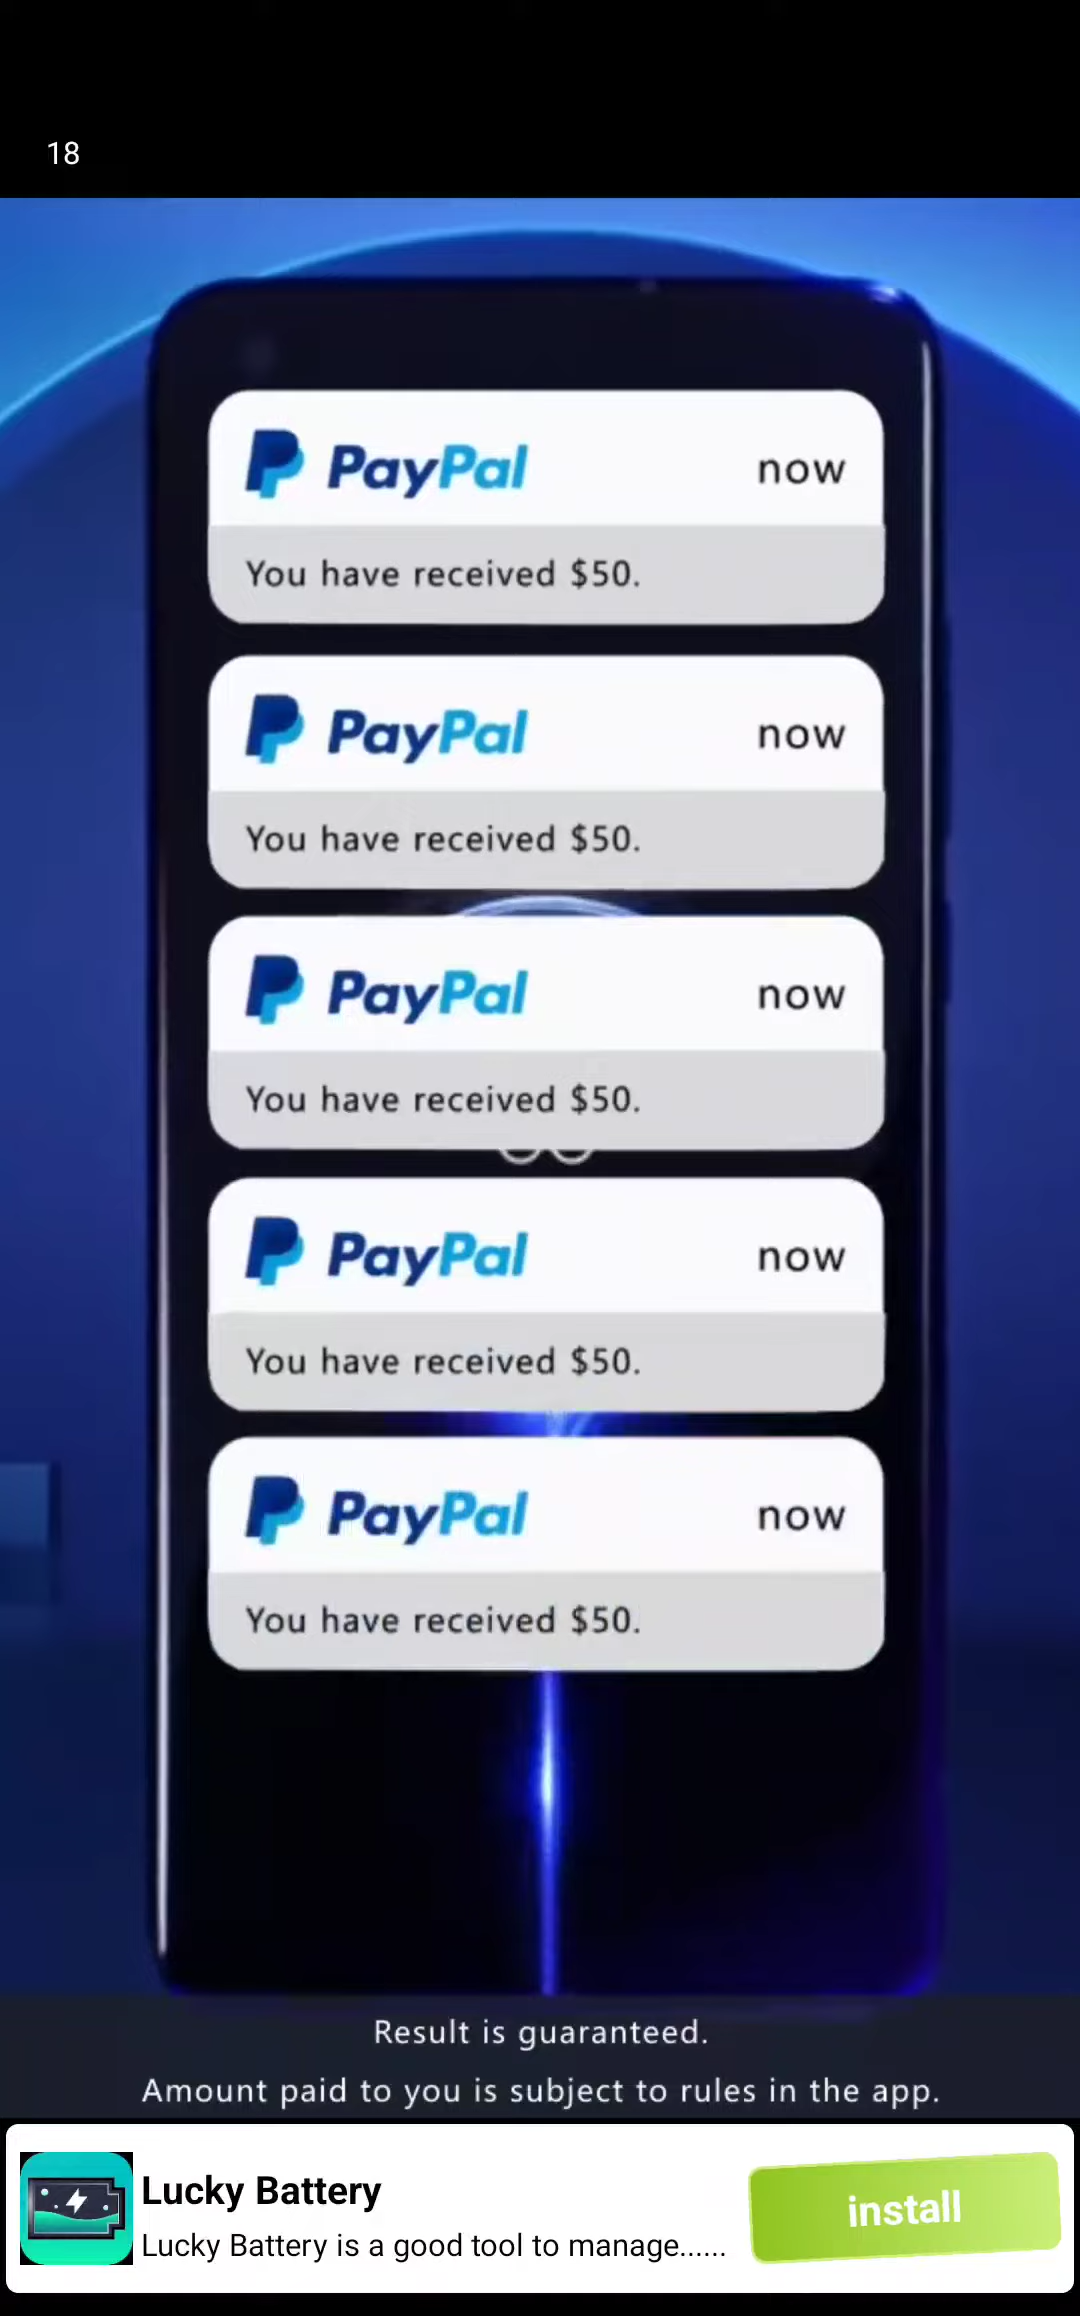 18
PayPal now
You have received $50.
PayPal now
You have received $50.
PayPal now
You have received $50.
PayPal now
You have received $50.
PayPal now
You have received $50.
Result is guaranteed.
Amount paid to you is subject to rules in the app.
Lucky Battery
Lucky Battery is a good tool to manage......
install